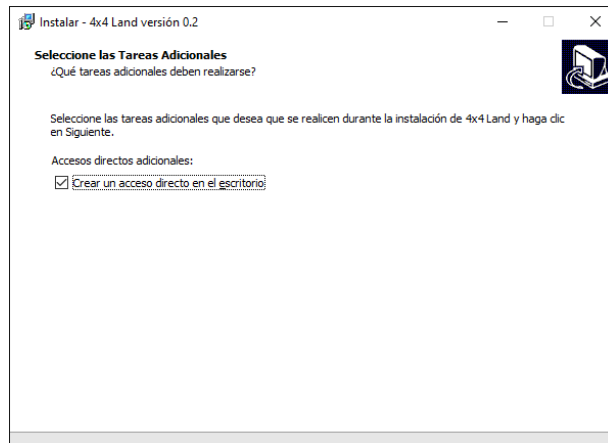 Instalar - 4x4 Land versión 0.2
Seleccione las Tareas Adicionales
¿Qué tareas adicionales deben realizarse?
Seleccione las tareas adicionales que desea que se realicen durante la instalación de 4x4 Land y haga clic
en Siguiente.
Accesos directos adicionales:
Crear un acceso directo en el escritorio